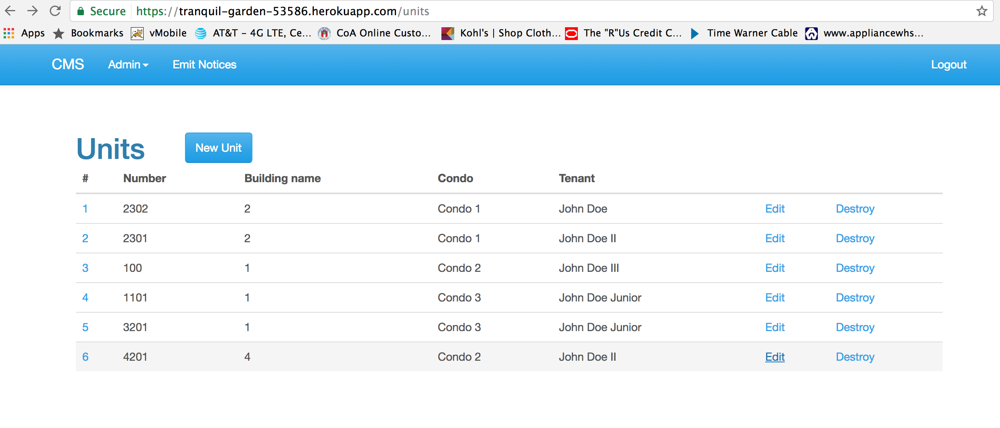 Secure https://tranquil-garden-53586.herokuapp.com/units
Apps Bookmarks vMobile AT&T - 4G LTE, Ce... CoA Online Custo... Kohl's | Shop Cloth... The "R"Us Credit C... Time Warner Cable www.appliancewhs...
CMS Admin Emit Notices Logout
Units New Unit
# Number Building name Condo Tenant
1 2302 2 Condo 1 John Doe Edit Destroy
2 2301 2 Condo 1 John Doe II Edit Destroy
3 100 1 Condo 2 John Doe III Edit Destroy
4 1101 1 Condo 3 John Doe Junior Edit Destroy
5 3201 1 Condo 3 John Doe Junior Edit Destroy
6 4201 4 Condo 2 John Doe II Edit Destroy